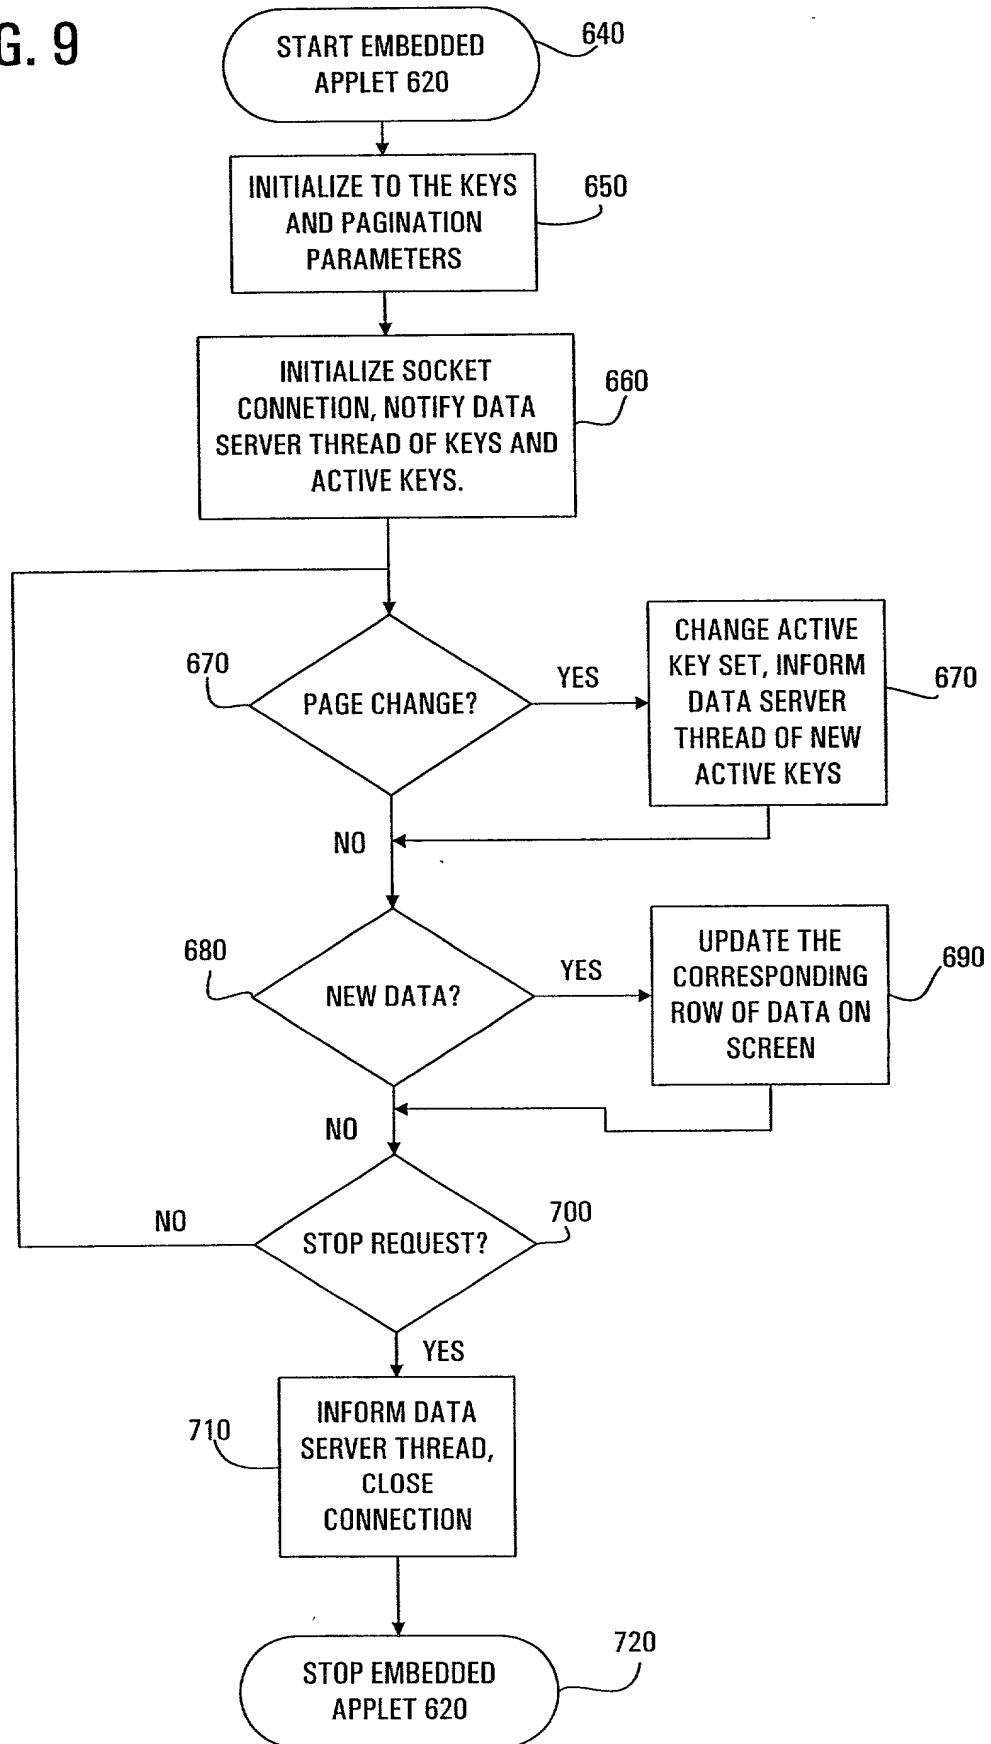 G. 9
START EMBEDDED
APPLET 620
640
INITIALIZE TO THE KEYS
AND PAGINATION
PARAMETERS
650
INITIALIZE SOCKET
CONNETION, NOTIFY DATA
SERVER THREAD OF KEYS AND
ACTIVE KEYS.
660
670
PAGE CHANGE?
YES
CHANGE ACTIVE
KEY SET, INFORM
DATA SERVER
THREAD OF NEW
ACTIVE KEYS
670
NO
680
NEW DATA?
YES
UPDATE THE
CORRESPONDING
ROW OF DATA ON
SCREEN
690
NO
NO
STOP REQUEST?
700
YES
710
INFORM DATA
SERVER THREAD,
CLOSE
CONNECTION
STOP EMBEDDED
APPLET 620
720